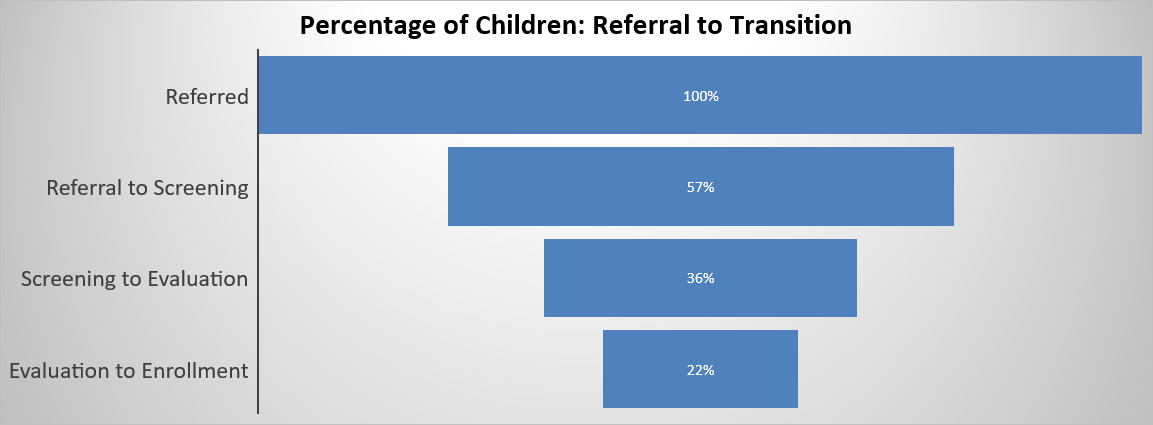 Percentage of Children: Referral to Transition
Referred
100%
Referral to Screening
57%
Screening to Evaluation
36%
Evaluation to Enrollment
22%